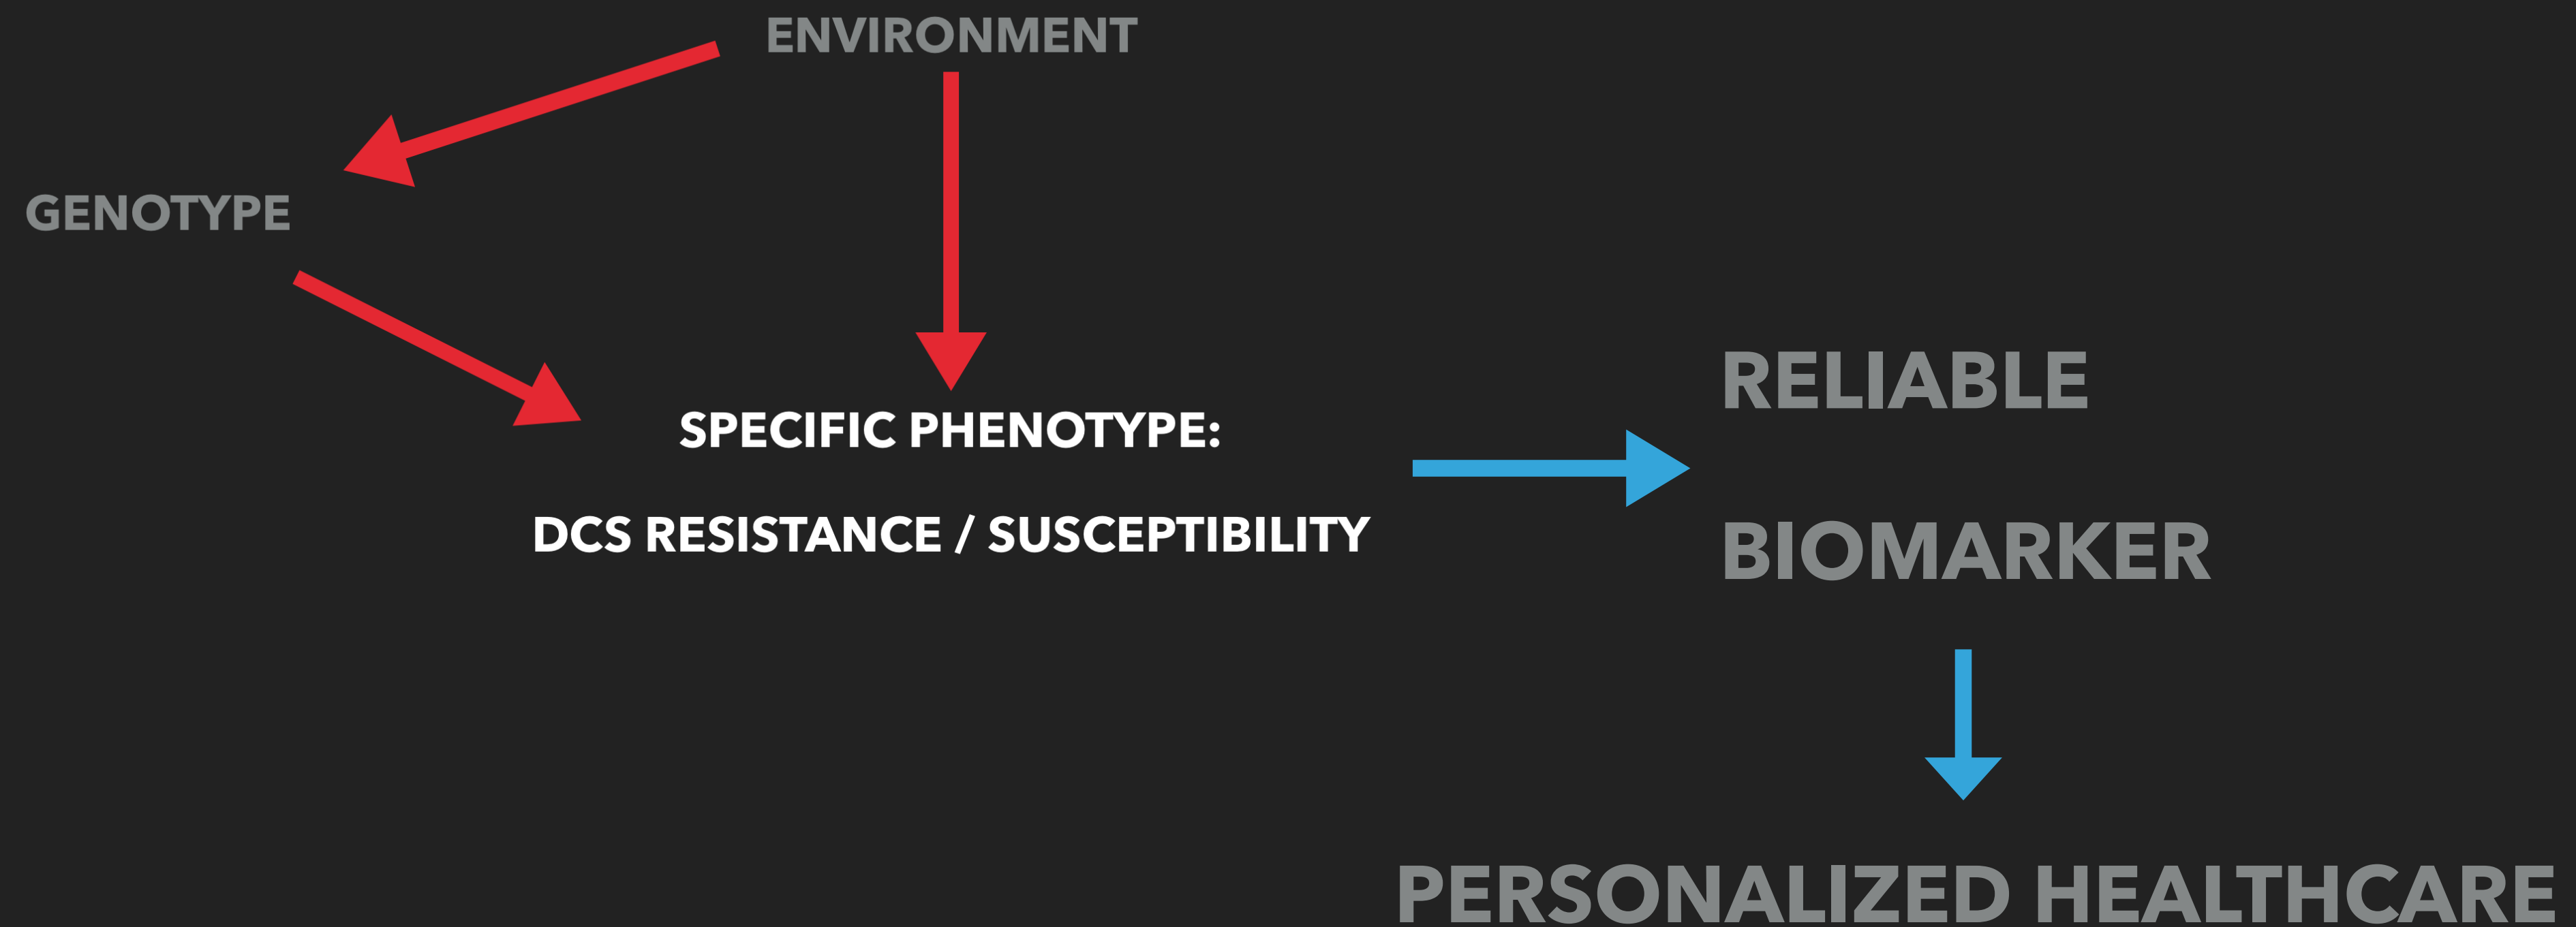 ENVIRONMENT
GENOTYPE
SPECIFIC PHENOTYPE:
DCS RESISTANCE / SUSCEPTIBILITY
RELIABLE
BIOMARKER
PERSONALIZED HEALTHCARE